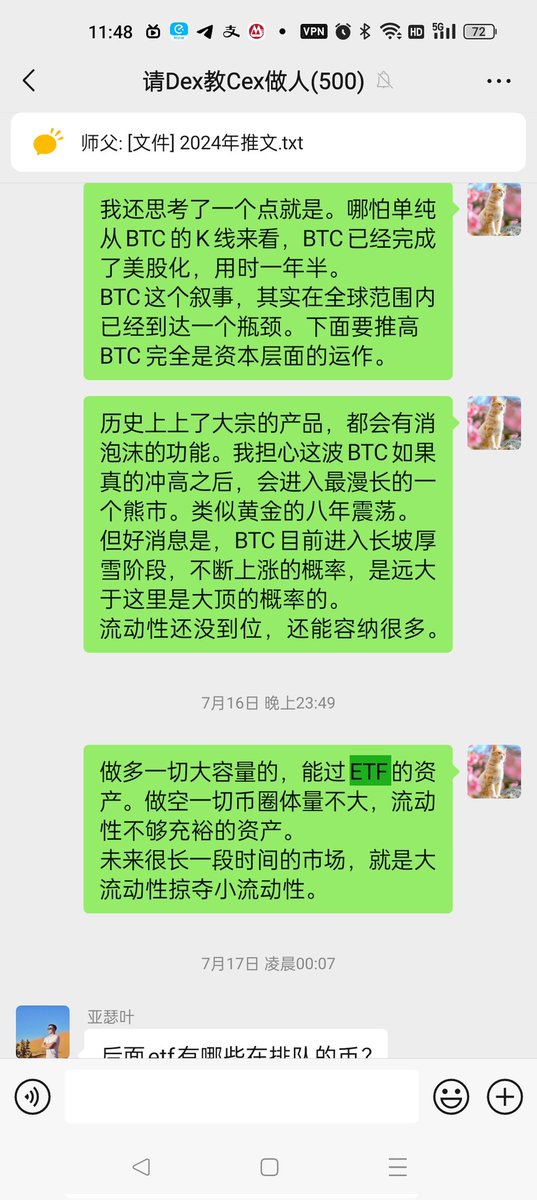 11:48
VPN
HD
5G
72
请Dex教Cex做人(500)
师父: [文件] 2024年推文.txt
我还思考了一个点就是。哪怕单纯
从BTC的K线来看，BTC已经完成
了美股化，用时一年半。
BTC这个叙事，其实在全球范围内
已经到达一个瓶颈。下面要推高
BTC完全是资本层面的运作。
历史上上了大宗的产品，都会有消
泡沫的功能。我担心这波BTC如果
真的冲高之后，会进入最漫长的一
个熊市。类似黄金的八年震荡。
但好消息是，BTC目前进入长坡厚
雪阶段，不断上涨的概率，是远大
于这里是大顶的概率的。
流动性还没到位，还能容纳很多。
7月16日 晚上23:49
做多一切大容量的，能过ETF的资
产。做空一切币圈体量不大，流动
性不够充裕的资产。
未来很长一段时间的市场，就是大
流动性掠夺小流动性。
7月17日 凌晨00:07
亚瑟叶
后面etf有哪些在排队的币?